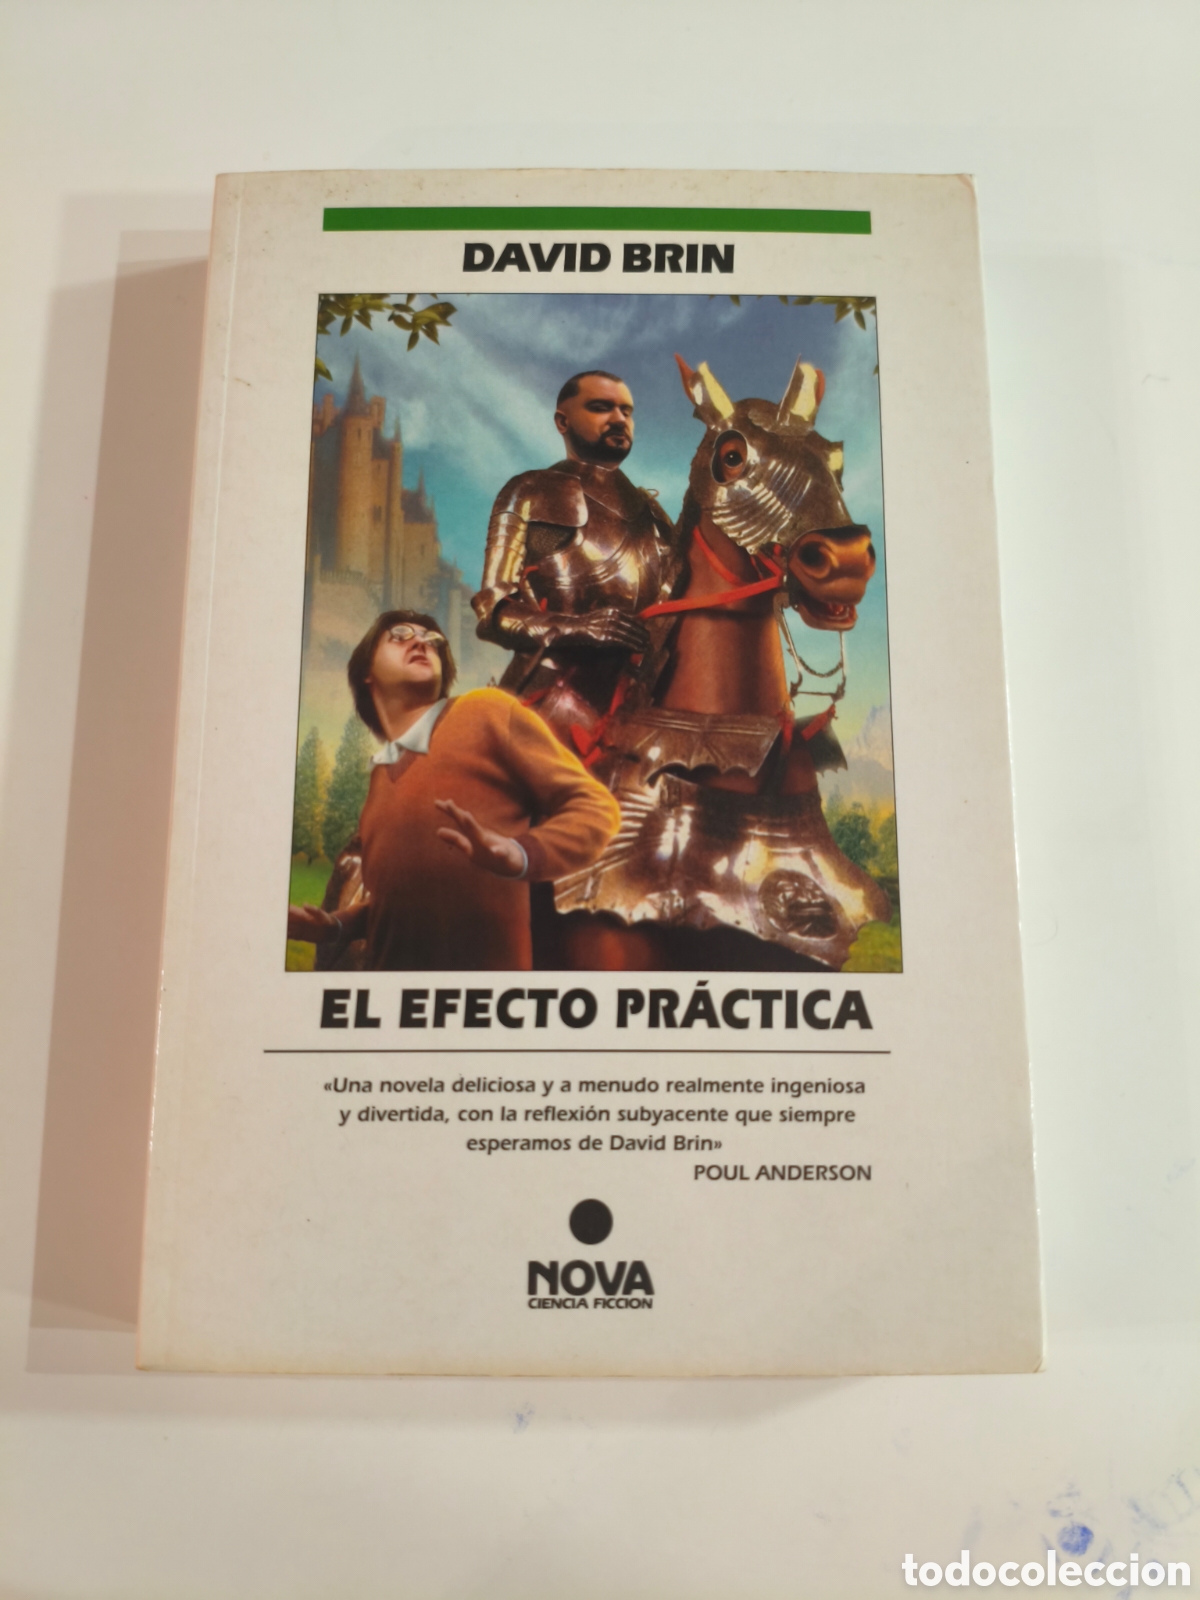 DAVID BRIN
EL EFECTO PRÁCTICA
«Una novela deliciosa y a menudo realmente ingeniosa
y divertida, con la reflexión subyacente que siempre
esperamos de David Brin»
POUL ANDERSON
NOVA
CIENCIA FICCION
todocoleccion